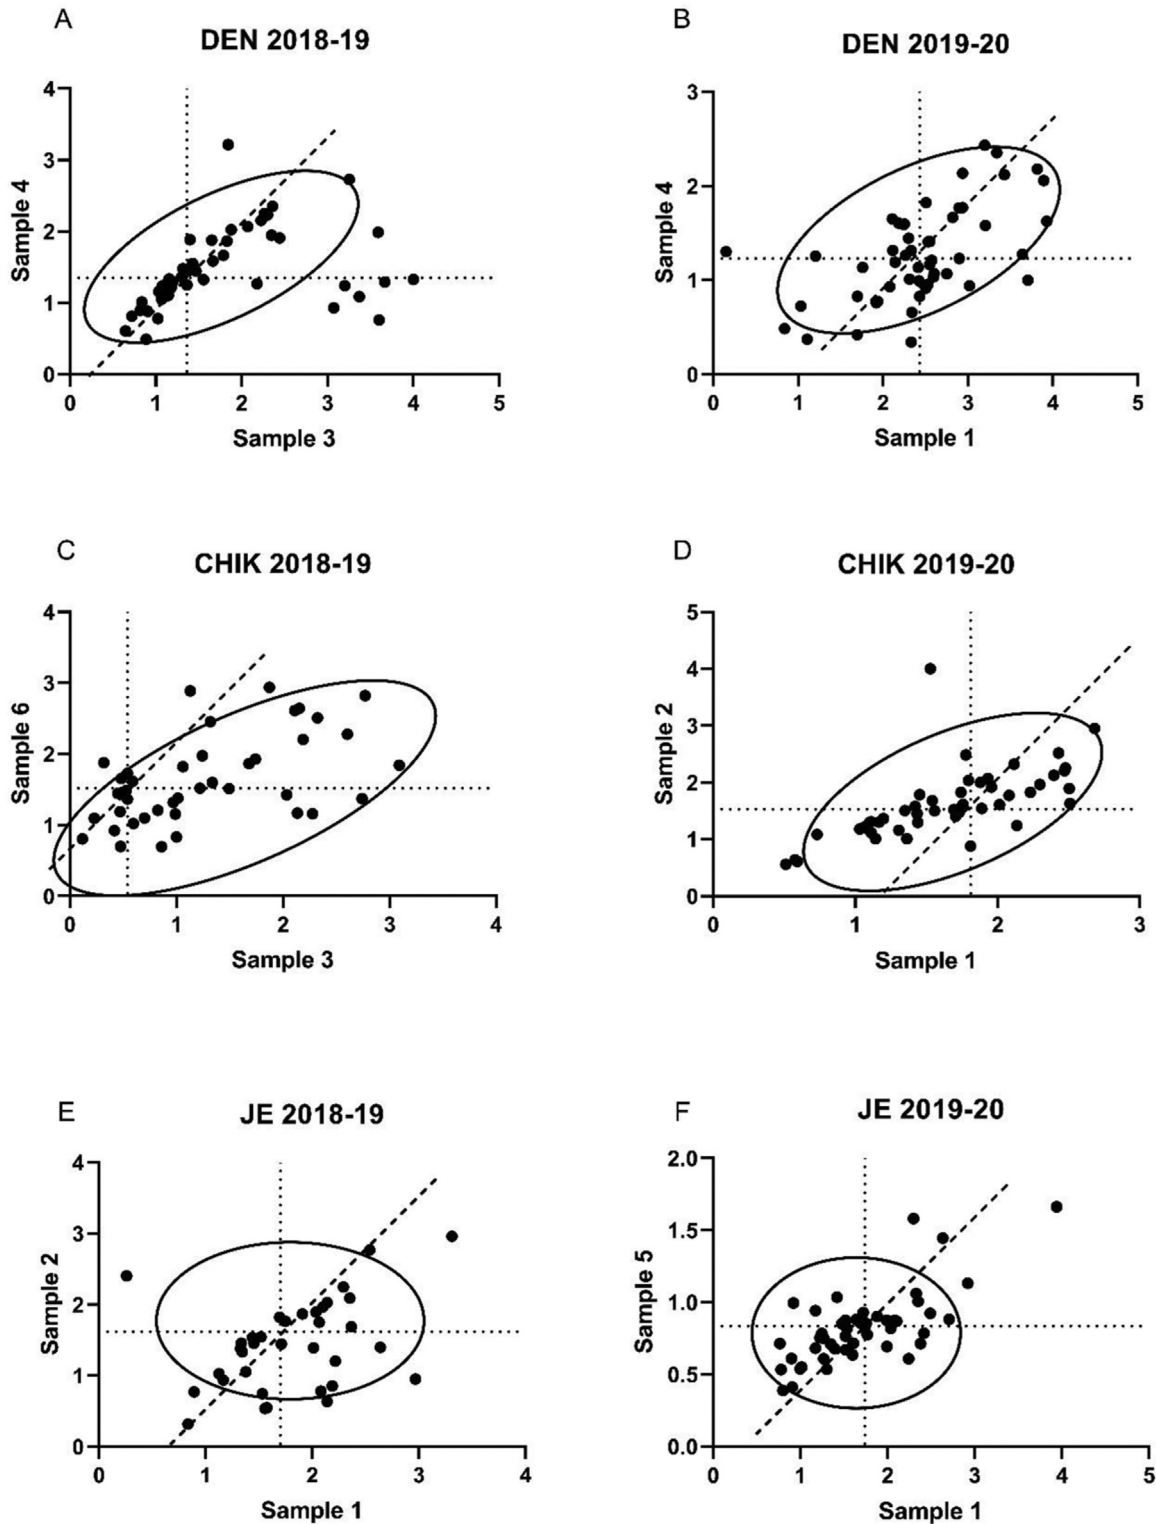 A
DEN 2018-19
4
3
2
1
0
Sample 4
0 1 2 3 4 5
Sample 3
B
DEN 2019-20
3
2
1
0
Sample 4
0 1 2 3 4 5
Sample 1
C
CHIK 2018-19
4
3
2
1
0
Sample 6
0 1 2 3 4
Sample 3
D
CHIK 2019-20
5
4
3
2
1
0
Sample 2
0 1 2 3
Sample 1
E
JE 2018-19
4
3
2
1
0
Sample 2
0 1 2 3 4
Sample 1
F
JE 2019-20
2.0
1.5
1.0
0.5
0.0
Sample 5
0 1 2 3 4 5
Sample 1